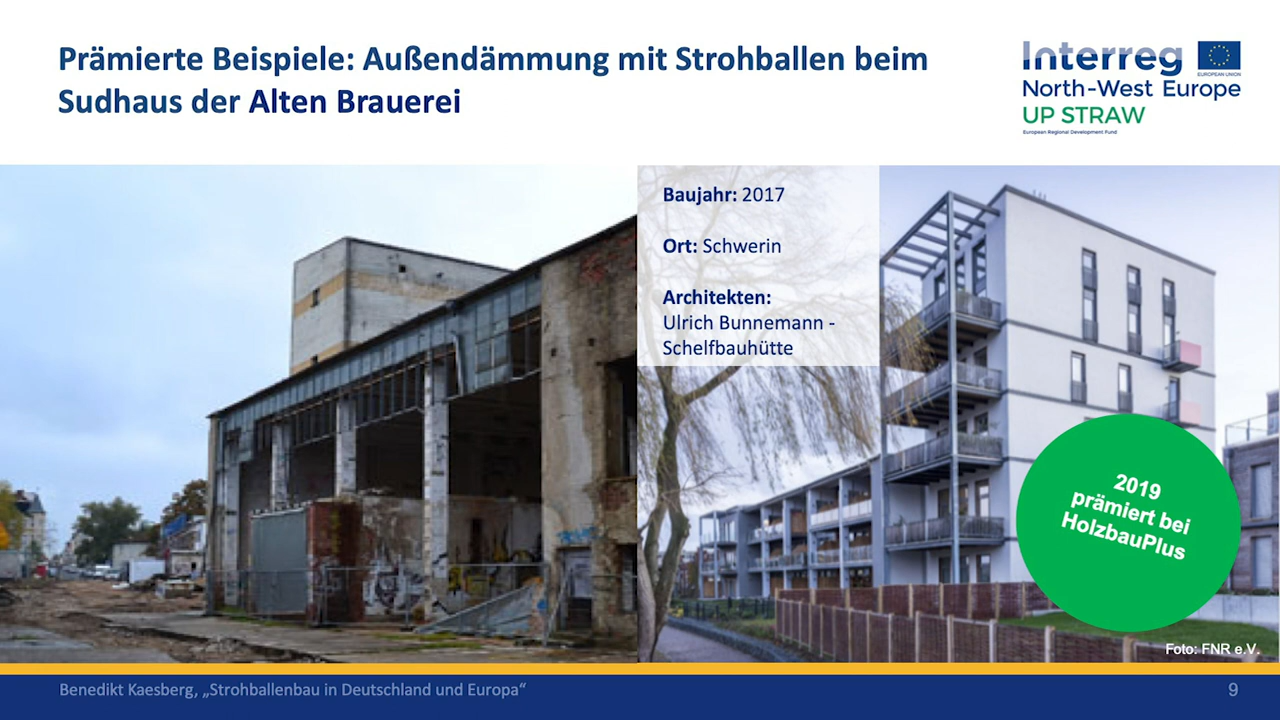 Prämierte Beispiele: Außendämmung mit Strohballen beim
Sudhaus der Alten Brauerei
Interreg
EUROPEAN UNION
North-West Europe
UP STRAW
European Regional Development Fund
Baujahr: 2017
Ort: Schwerin
Architekten:
Ulrich Bunnemann -
Schelfbauhütte
2019
prämiert bei
HolzbauPlus
Foto: FNR e.V.
Benedikt Kaesberg, „Strohballenbau in Deutschland und Europa“
9